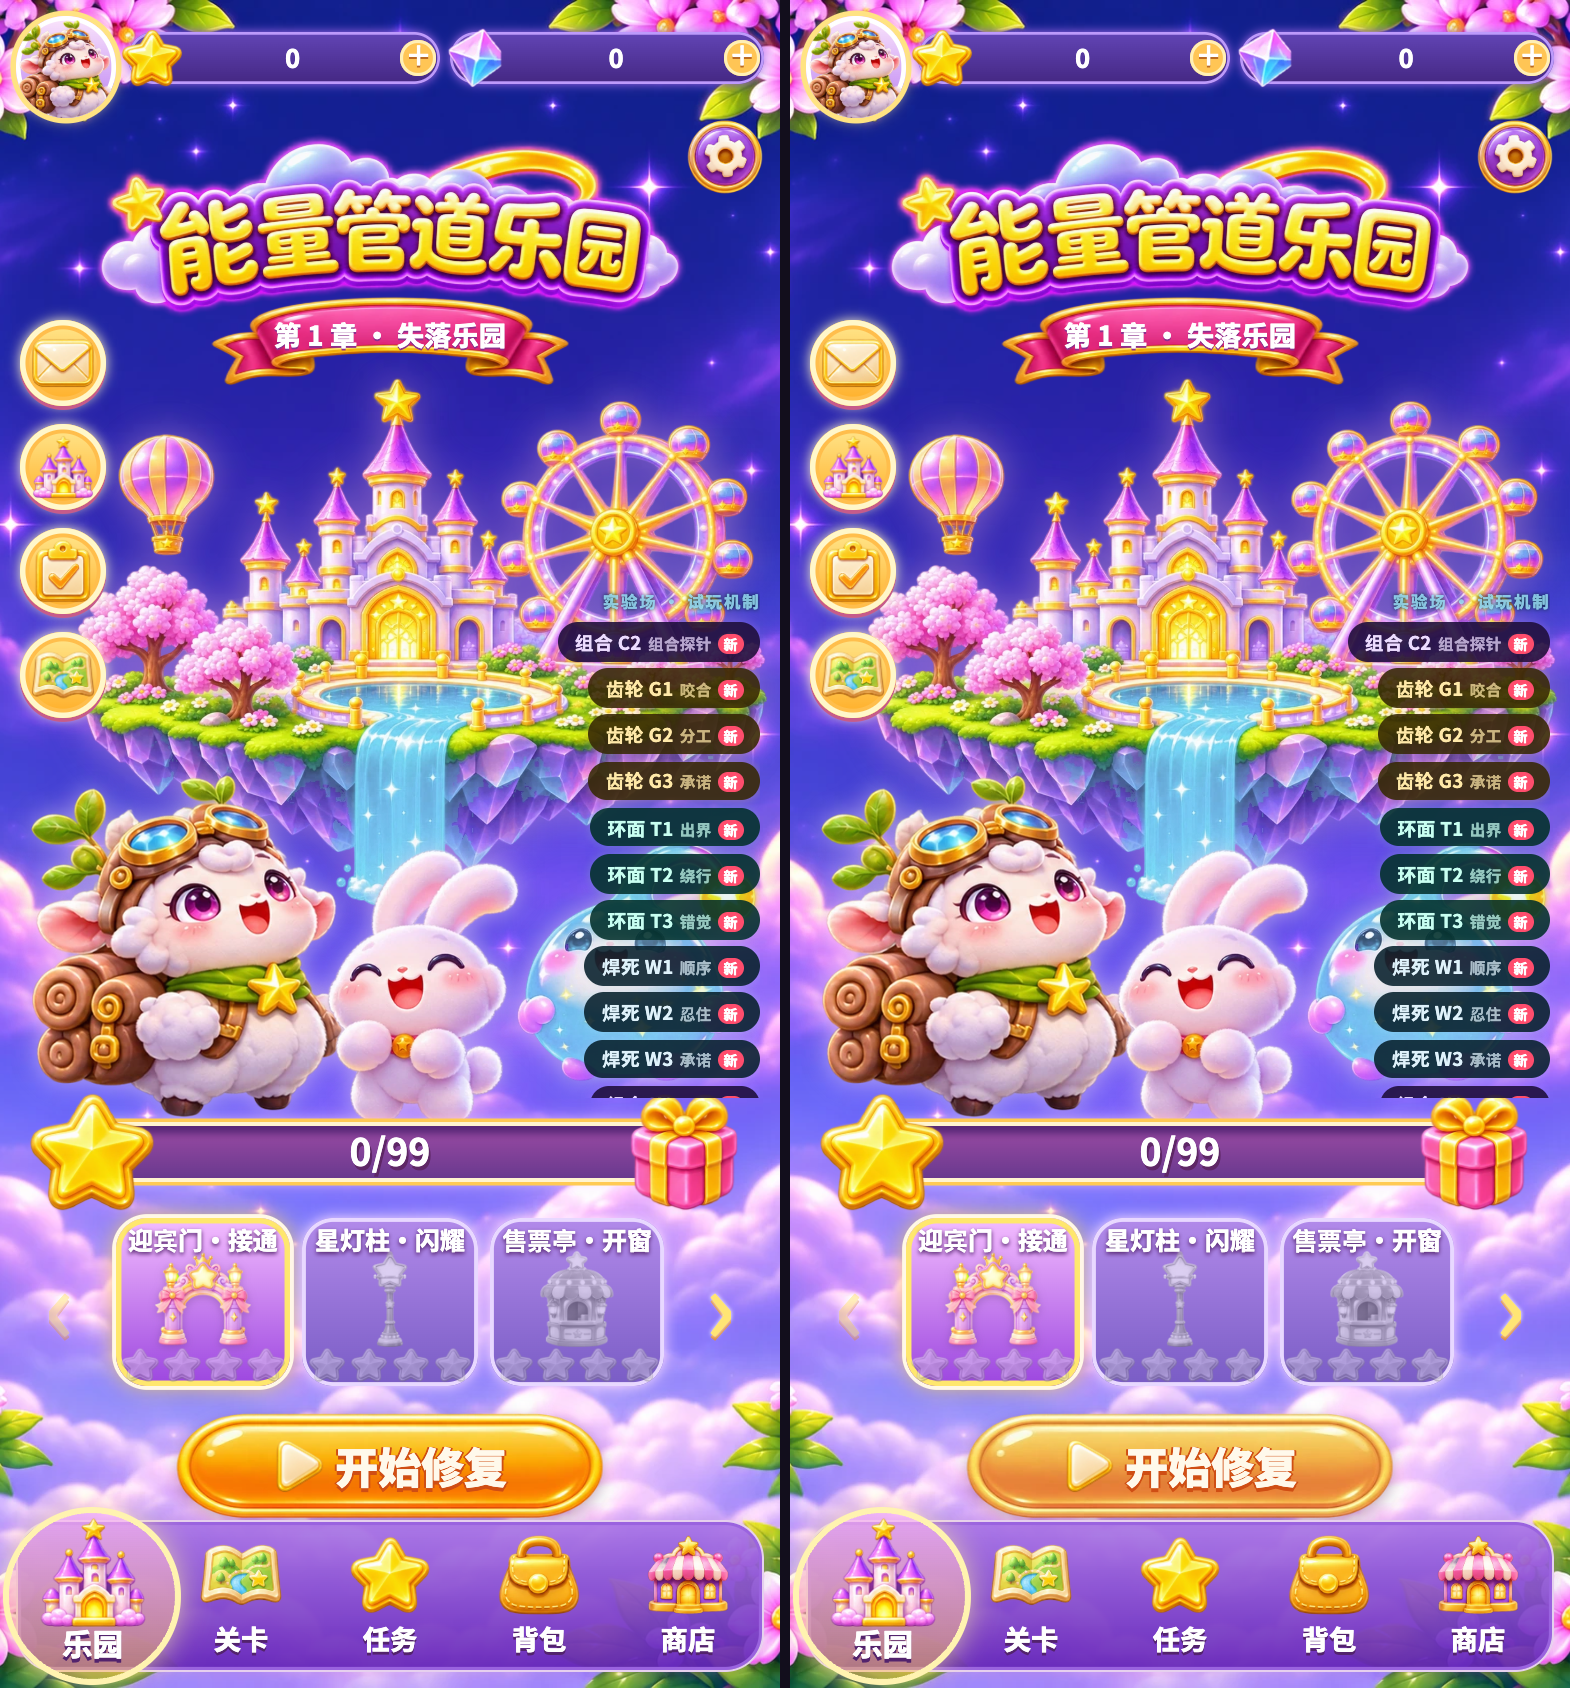 0
0
能量管道乐园
第 1 章 · 失落乐园
实验场 · 试玩机制
组合 C2 组合探针 新
齿轮 G1 咬合 新
齿轮 G2 分工 新
齿轮 G3 承诺 新
环面 T1 出界 新
环面 T2 绕行 新
环面 T3 错觉 新
焊死 W1 顺序 新
焊死 W2 忍住 新
焊死 W3 承诺 新
0/99
迎宾门·接通
星灯柱·闪耀
售票亭·开窗
开始修复
乐园
关卡
任务
背包
商店
0
0
能量管道乐园
第 1 章 · 失落乐园
实验场 · 试玩机制
组合 C2 组合探针 新
齿轮 G1 咬合 新
齿轮 G2 分工 新
齿轮 G3 承诺 新
环面 T1 出界 新
环面 T2 绕行 新
环面 T3 错觉 新
焊死 W1 顺序 新
焊死 W2 忍住 新
焊死 W3 承诺 新
0/99
迎宾门·接通
星灯柱·闪耀
售票亭·开窗
开始修复
乐园
关卡
任务
背包
商店